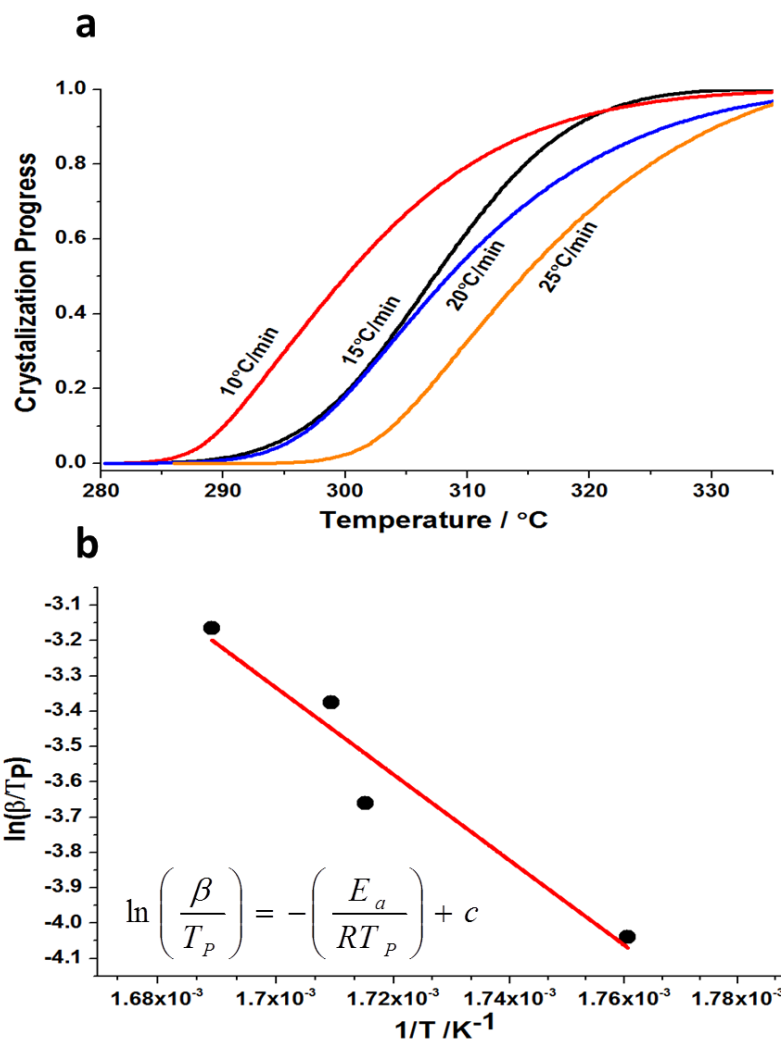 a
1.0
0.8
0.6
0.4
0.2
0.0
Crystalization Progress
10°C/min
15°C/min
20°C/min
25°C/min
280 290 300 310 320 330
Temperature / °C
b
-3.1
-3.2
-3.3
-3.4
-3.5
-3.6
-3.7
-3.8
-3.9
-4.0
-4.1
ln(β/Tp)
ln(β/T_P) = −(E_a/RT_P) + c
1.68x10⁻³ 1.7x10⁻³ 1.72x10⁻³ 1.74x10⁻³ 1.76x10⁻³ 1.78x10⁻³
1/T /K⁻¹